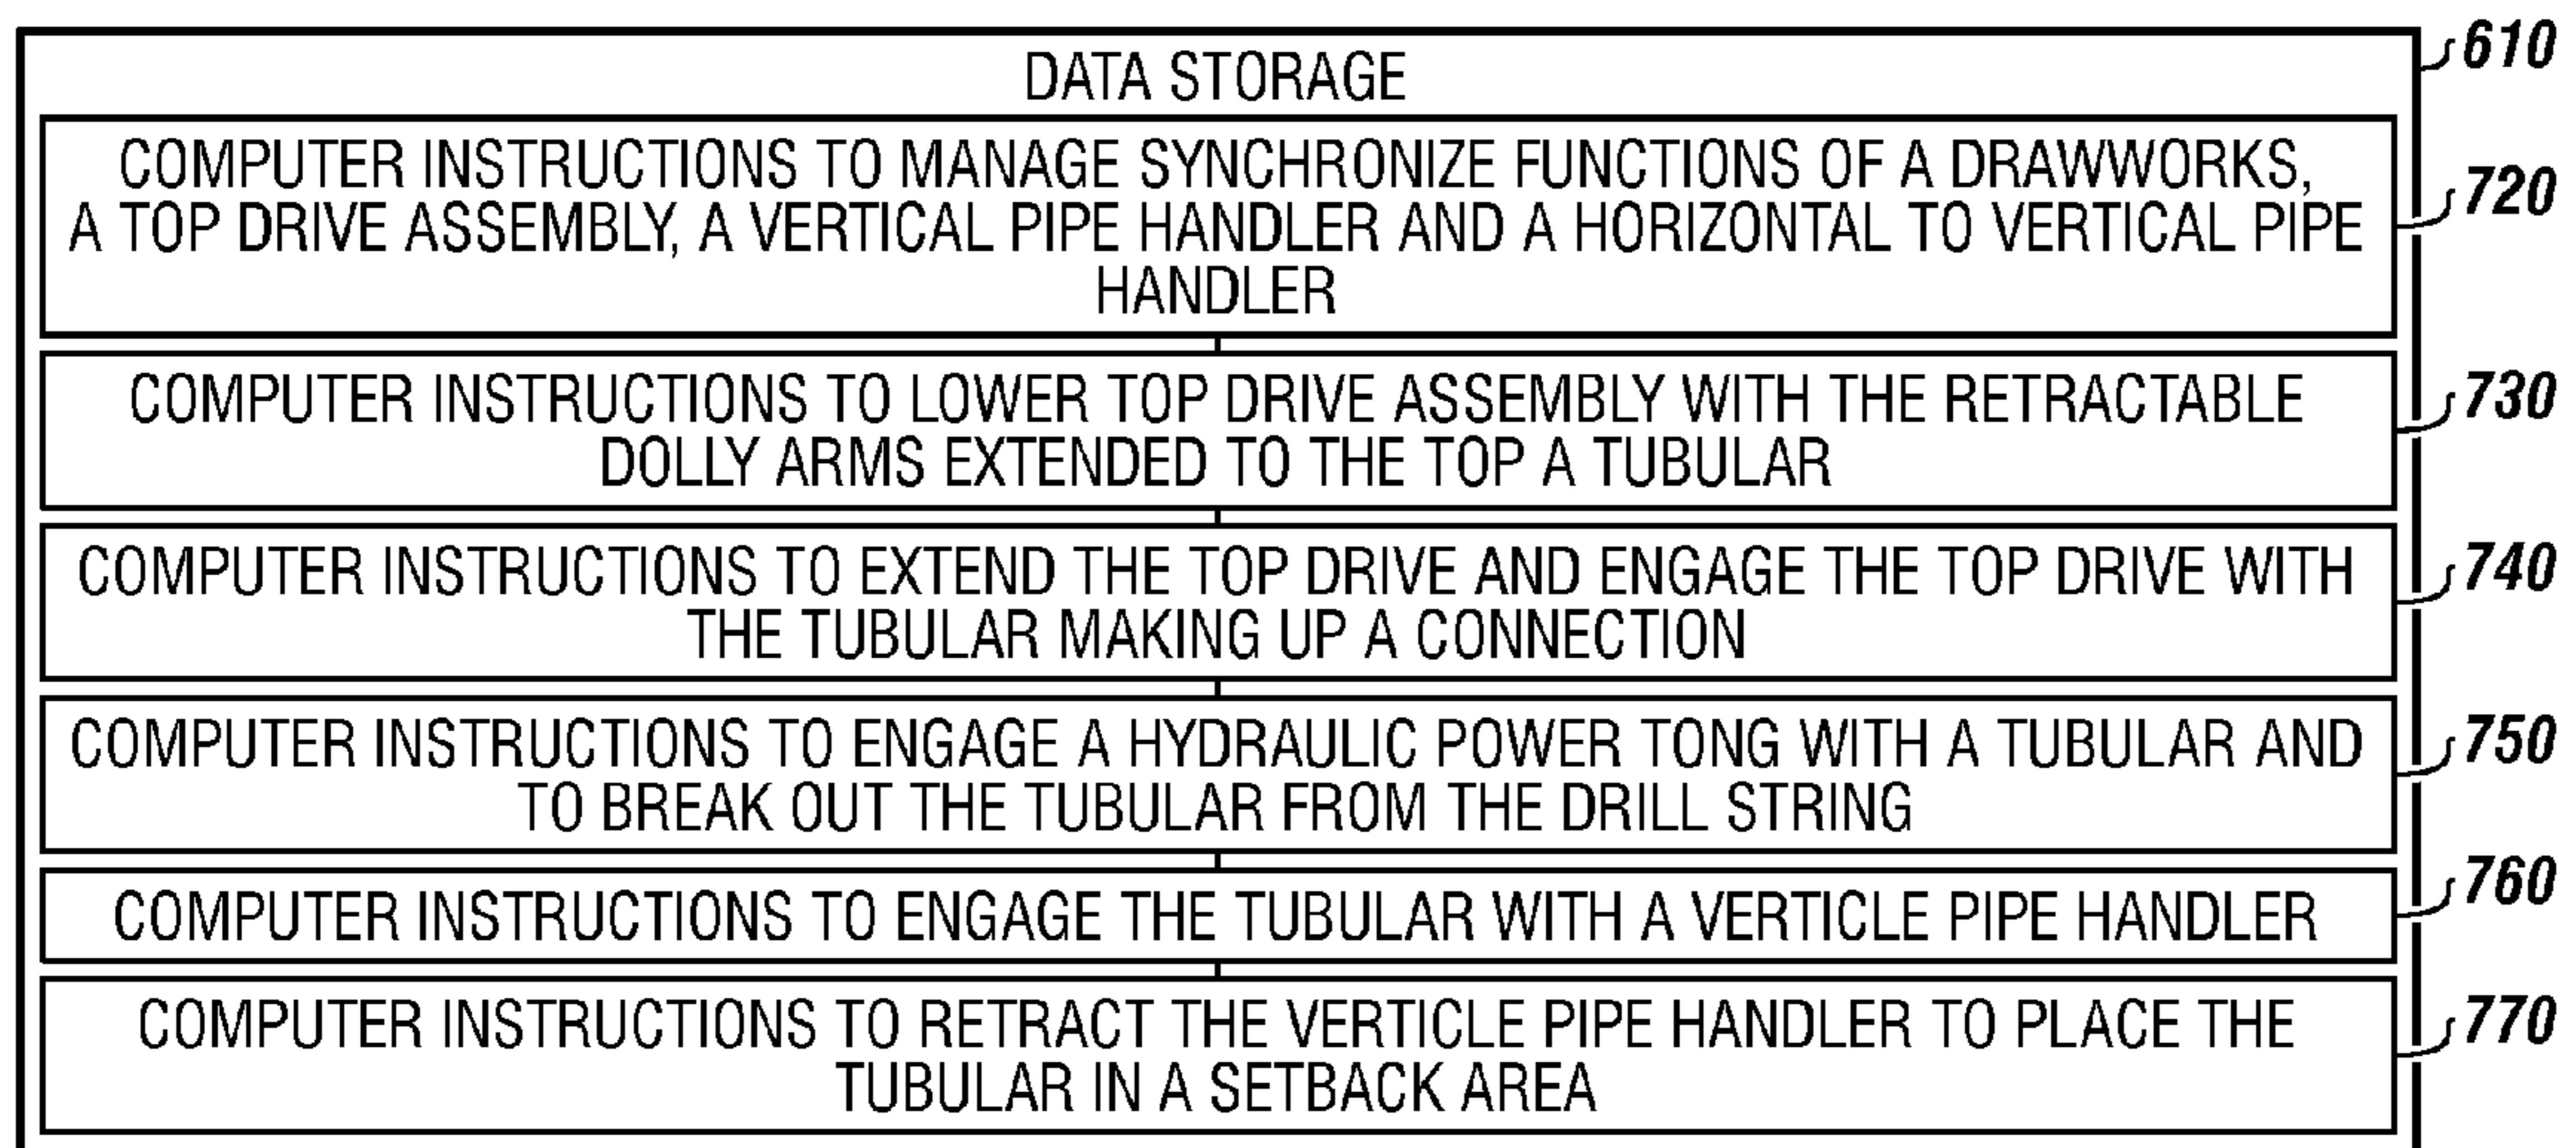 610
DATA STORAGE
COMPUTER INSTRUCTIONS TO MANAGE SYNCHRONIZE FUNCTIONS OF A DRAWWORKS,
A TOP DRIVE ASSEMBLY, A VERTICAL PIPE HANDLER AND A HORIZONTAL TO VERTICAL PIPE
HANDLER
720
COMPUTER INSTRUCTIONS TO LOWER TOP DRIVE ASSEMBLY WITH THE RETRACTABLE
DOLLY ARMS EXTENDED TO THE TOP A TUBULAR
730
COMPUTER INSTRUCTIONS TO EXTEND THE TOP DRIVE AND ENGAGE THE TOP DRIVE WITH
THE TUBULAR MAKING UP A CONNECTION
740
COMPUTER INSTRUCTIONS TO ENGAGE A HYDRAULIC POWER TONG WITH A TUBULAR AND
TO BREAK OUT THE TUBULAR FROM THE DRILL STRING
750
COMPUTER INSTRUCTIONS TO ENGAGE THE TUBULAR WITH A VERTICLE PIPE HANDLER
760
COMPUTER INSTRUCTIONS TO RETRACT THE VERTICLE PIPE HANDLER TO PLACE THE
TUBULAR IN A SETBACK AREA
770